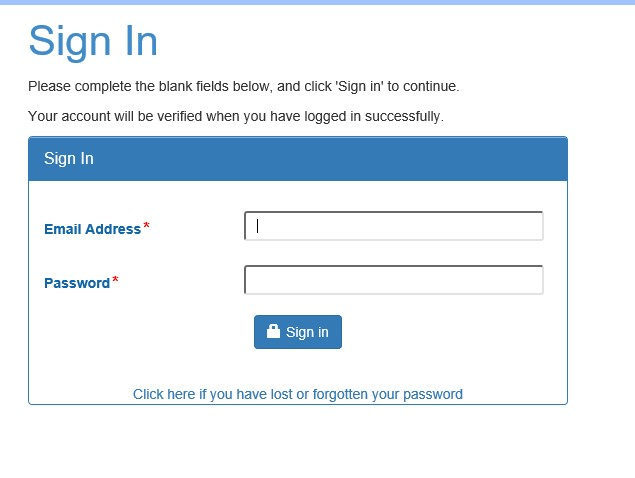 Sign In
Please complete the blank fields below, and click 'Sign in' to continue.
Your account will be verified when you have logged in successfully.
Sign In
Email Address*
Password*
Sign in
Click here if you have lost or forgotten your password